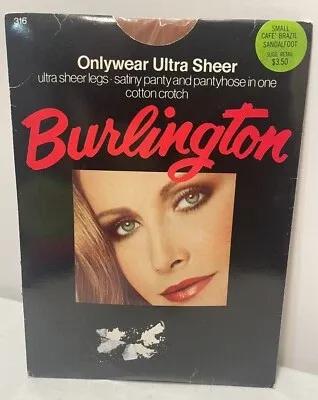 316
SMALL
CAFE' BRAZIL
SANDALFOOT
SUGG. RETAIL
$3.50
Onlywear Ultra Sheer
ultra sheer legs · satiny panty and pantyhose in one
cotton crotch
Burlington